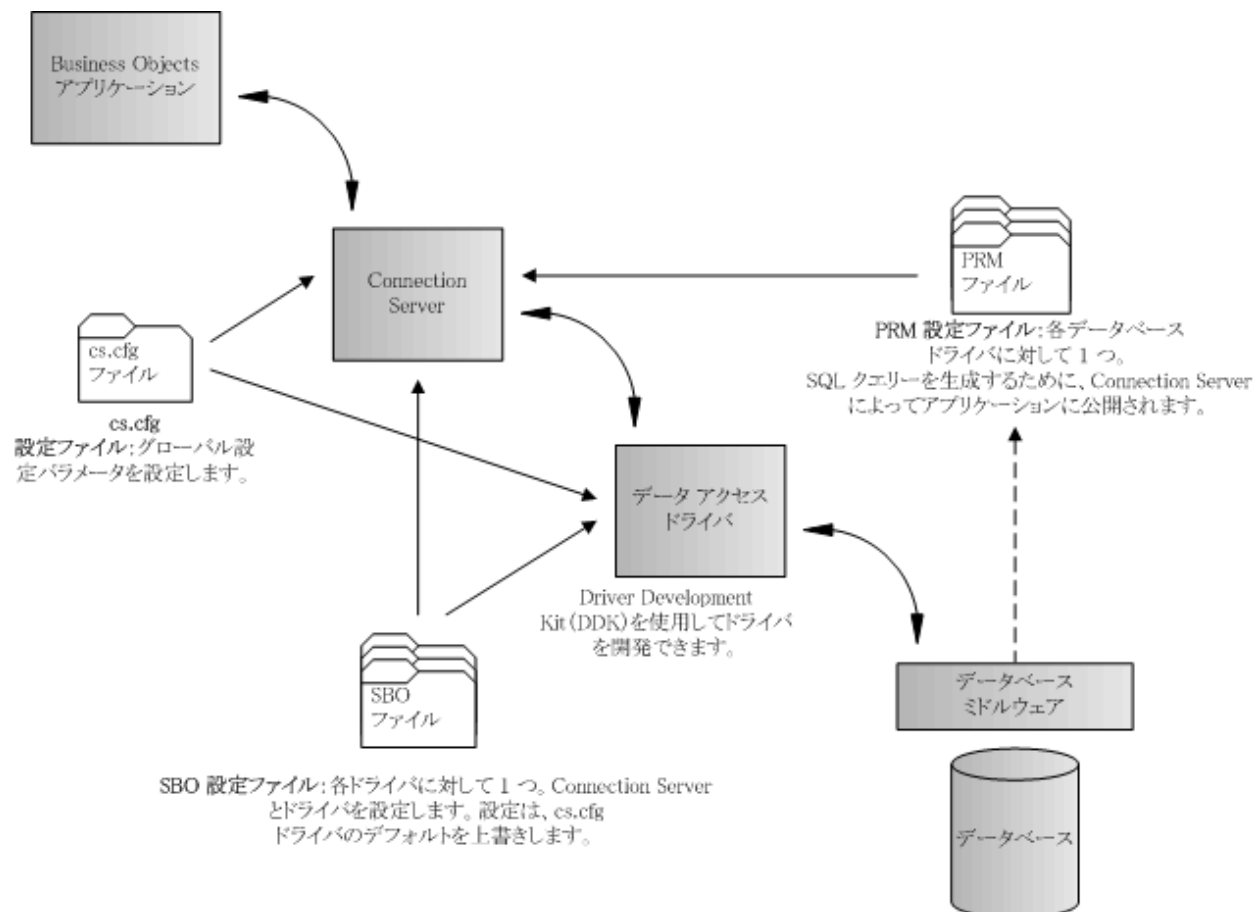 Business Objects
アプリケーション
Connection
Server
PRM
ファイル
PRM 設定ファイル:各データベース
ドライバに対して 1 つ。
SQL クエリーを生成するために、Connection Server
によってアプリケーションに公開されます。
cs.cfg
ファイル
cs.cfg
設定ファイル:グローバル設
定パラメータを設定します。
データ アクセス
ドライバ
Driver Development
Kit(DDK)を使用してドライバ
を開発できます。
SBO
ファイル
SBO 設定ファイル:各ドライバに対して 1 つ。Connection Server
とドライバを設定します。設定は、cs.cfg
ドライバのデフォルトを上書きします。
データベース
ミドルウェア
データベース